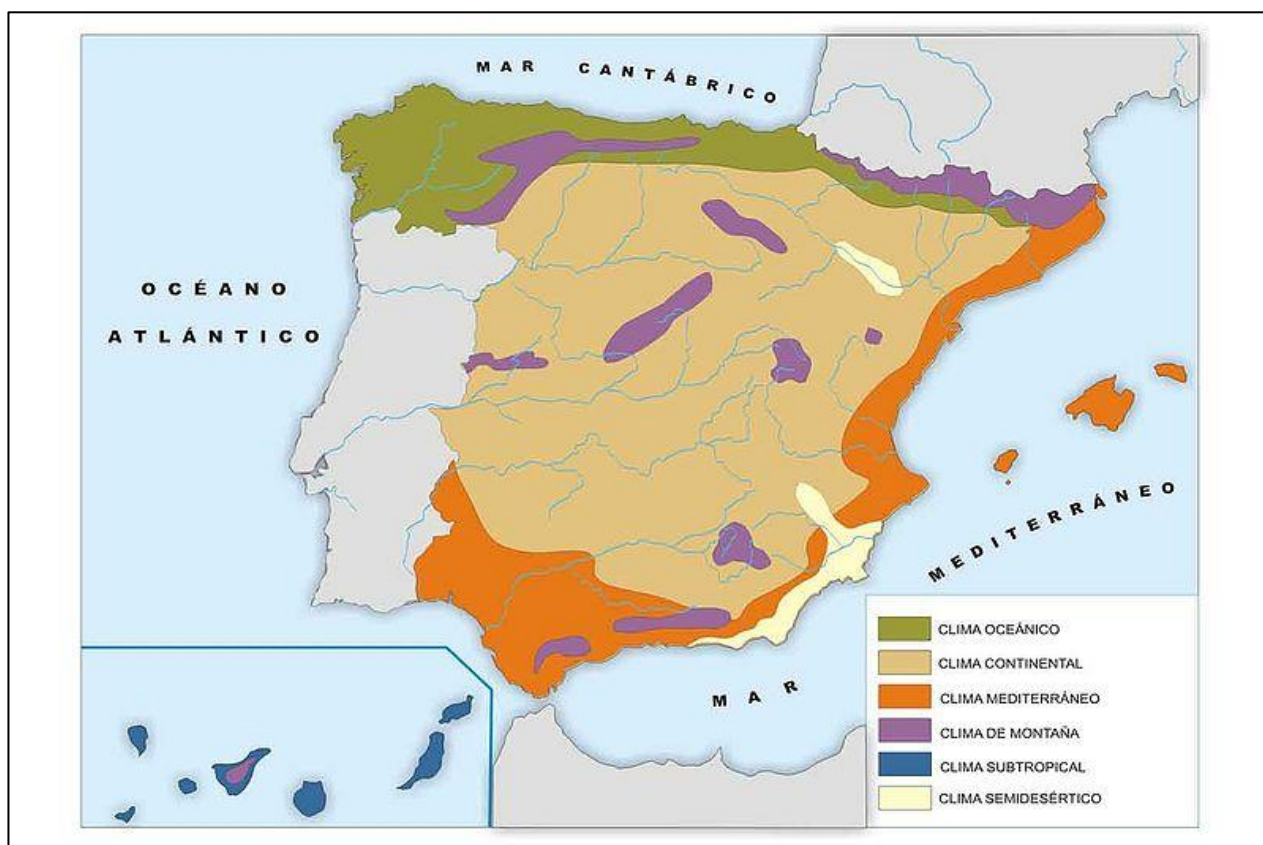 MAR CANTÁBRICO
OCÉANO
ATLÁNTICO
MEDITERRÁNEO
MAR
CLIMA OCEÁNICO
CLIMA CONTINENTAL
CLIMA MEDITERRÁNEO
CLIMA DE MONTAÑA
CLIMA SUBTROPICAL
CLIMA SEMIDESÉRTICO